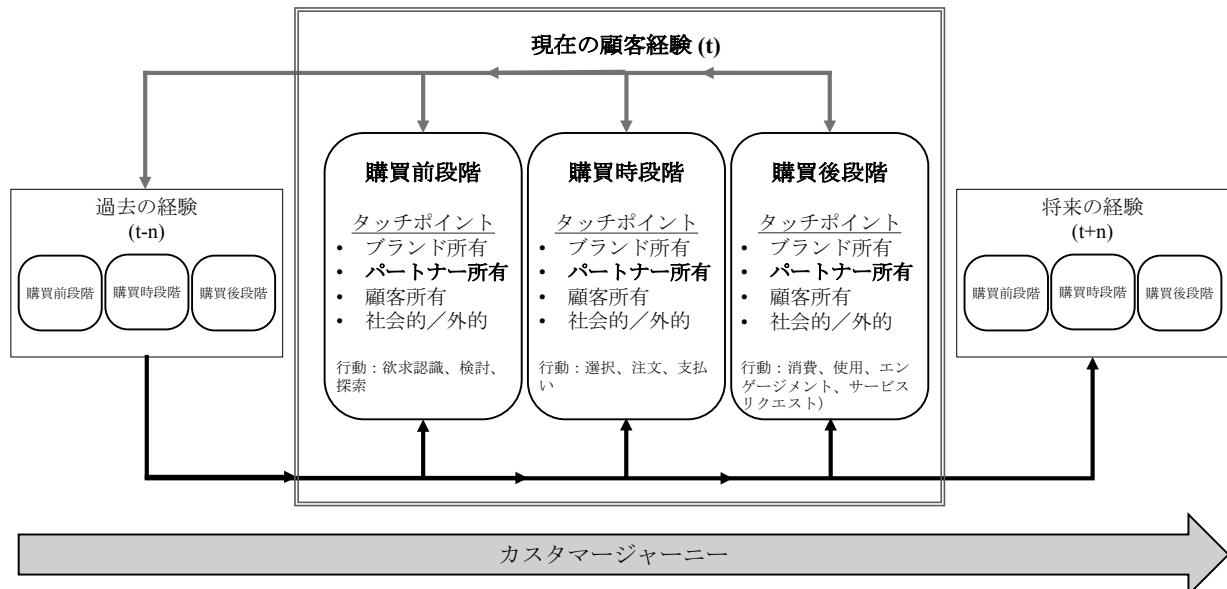 現在の顧客経験 (t)
過去の経験
(t-n)
購買前段階
購買時段階
購買後段階
購買前段階
タッチポイント
• ブランド所有
• パートナー所有
• 顧客所有
• 社会的／外的
行動：欲求認識、検討、
探索
購買時段階
タッチポイント
• ブランド所有
• パートナー所有
• 顧客所有
• 社会的／外的
行動：選択、注文、支払
い
購買後段階
タッチポイント
• ブランド所有
• パートナー所有
• 顧客所有
• 社会的／外的
行動：消費、使用、エン
ゲージメント、サービス
リクエスト）
将来の経験
(t+n)
購買前段階
購買時段階
購買後段階
カスタマージャーニー